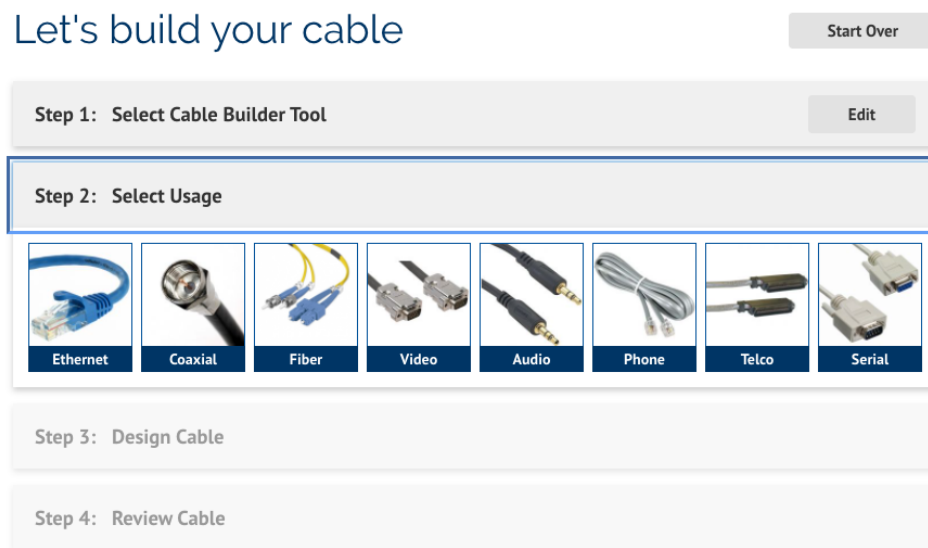 Let's build your cable
Start Over
Step 1: Select Cable Builder Tool
Edit
Step 2: Select Usage
Ethernet
Coaxial
Fiber
Video
Audio
Phone
Telco
Serial
Step 3: Design Cable
Step 4: Review Cable